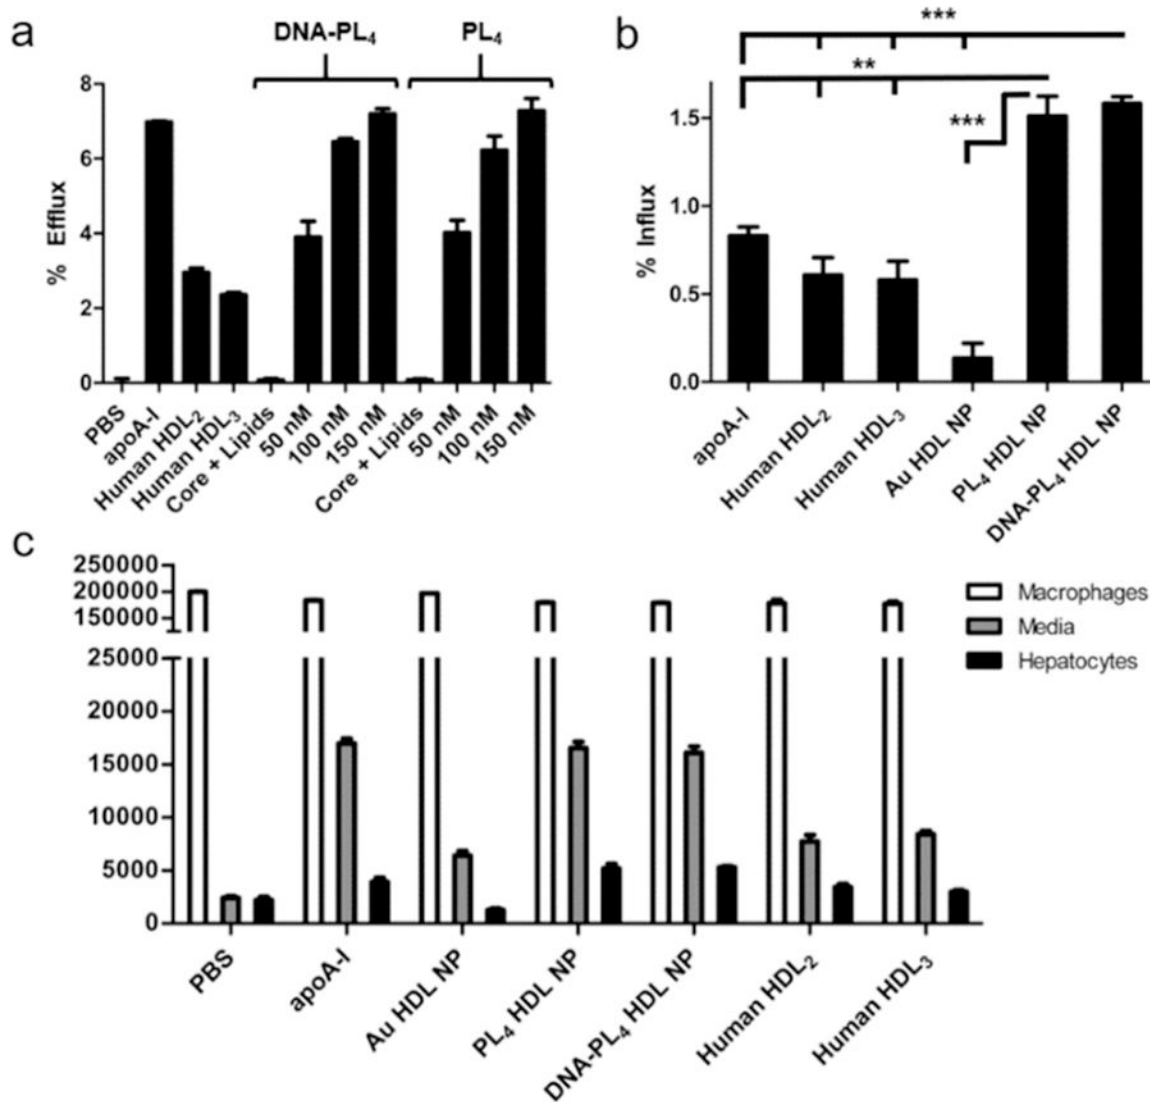 a
DNA-PL4
PL4
8
6
4
2
0
% Efflux
PBS
apoA-I
Human HDL2
Human HDL3
Core + Lipids
50 nM
100 nM
150 nM
Core + Lipids
50 nM
100 nM
150 nM
b
***
**
***
1.5
1.0
0.5
0.0
% Influx
apoA-I
Human HDL2
Human HDL3
Au HDL NP
PL4 HDL NP
DNA-PL4 HDL NP
c
250000
200000
150000
25000
20000
15000
10000
5000
0
Macrophages
Media
Hepatocytes
PBS
apoA-I
Au HDL NP
PL4 HDL NP
DNA-PL4 HDL NP
Human HDL2
Human HDL3